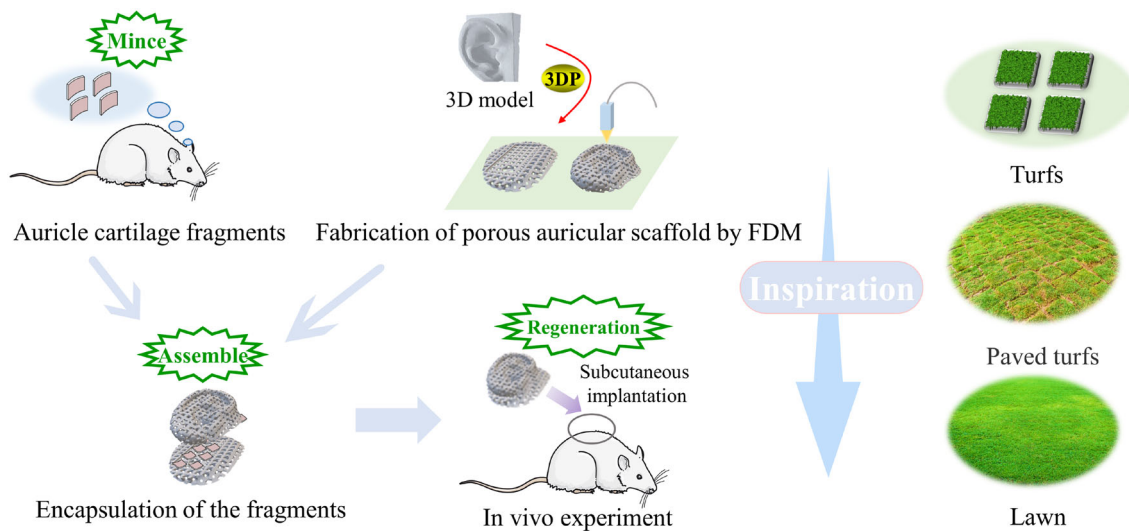 Mince
3D model
3DP
Auricle cartilage fragments
Fabrication of porous auricular scaffold by FDM
Assemble
Encapsulation of the fragments
Regeneration
Subcutaneous
implantation
In vivo experiment
Inspiration
Turfs
Paved turfs
Lawn